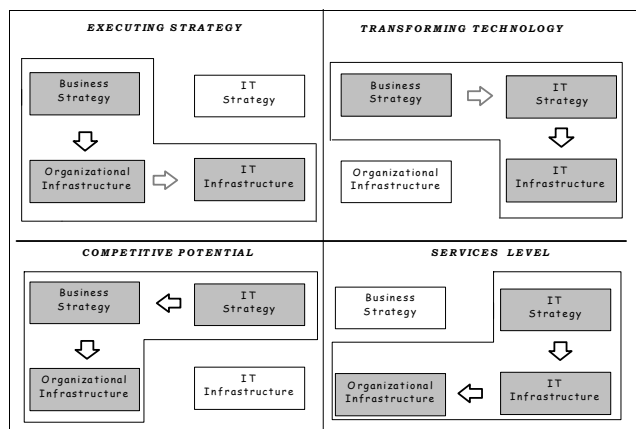 EXECUTING STRATEGY
Business
Strategy
IT
Strategy
Organizational
Infrastructure
IT
Infrastructure
TRANSFORMING TECHNOLOGY
Business
Strategy
IT
Strategy
Organizational
Infrastructure
IT
Infrastructure
COMPETITIVE POTENTIAL
Business
Strategy
IT
Strategy
Organizational
Infrastructure
IT
Infrastructure
SERVICES LEVEL
Business
Strategy
IT
Strategy
Organizational
Infrastructure
IT
Infrastructure